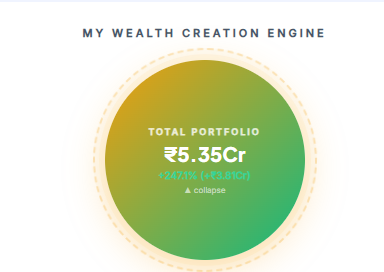 MY WEALTH CREATION ENGINE
TOTAL PORTFOLIO
₹5.35Cr
+247.1% (+₹3.81Cr)
▲ collapse